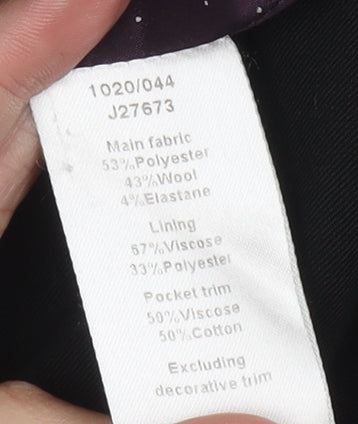 1020/044
J27673
Main fabric
53%Polyester
43%Wool
4%Elastane
Lining
67%Viscose
33%Polyester
Pocket trim
50%Viscose
50%Cotton
Excluding
decorative trim